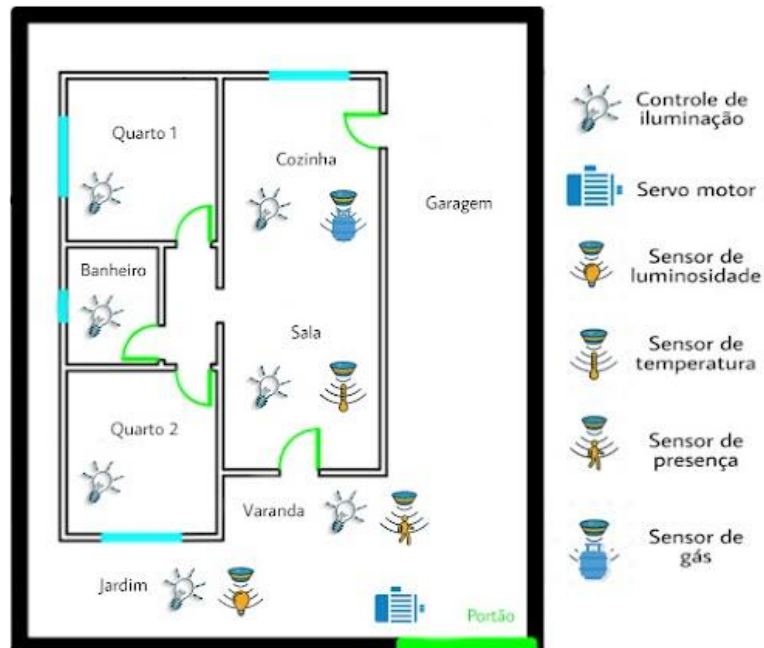 Quarto 1
Cozinha
Garagem
Banheiro
Sala
Quarto 2
Varanda
Jardim
Portão
Controle de
iluminação
Servo motor
Sensor de
luminosidade
Sensor de
temperatura
Sensor de
presença
Sensor de
gás